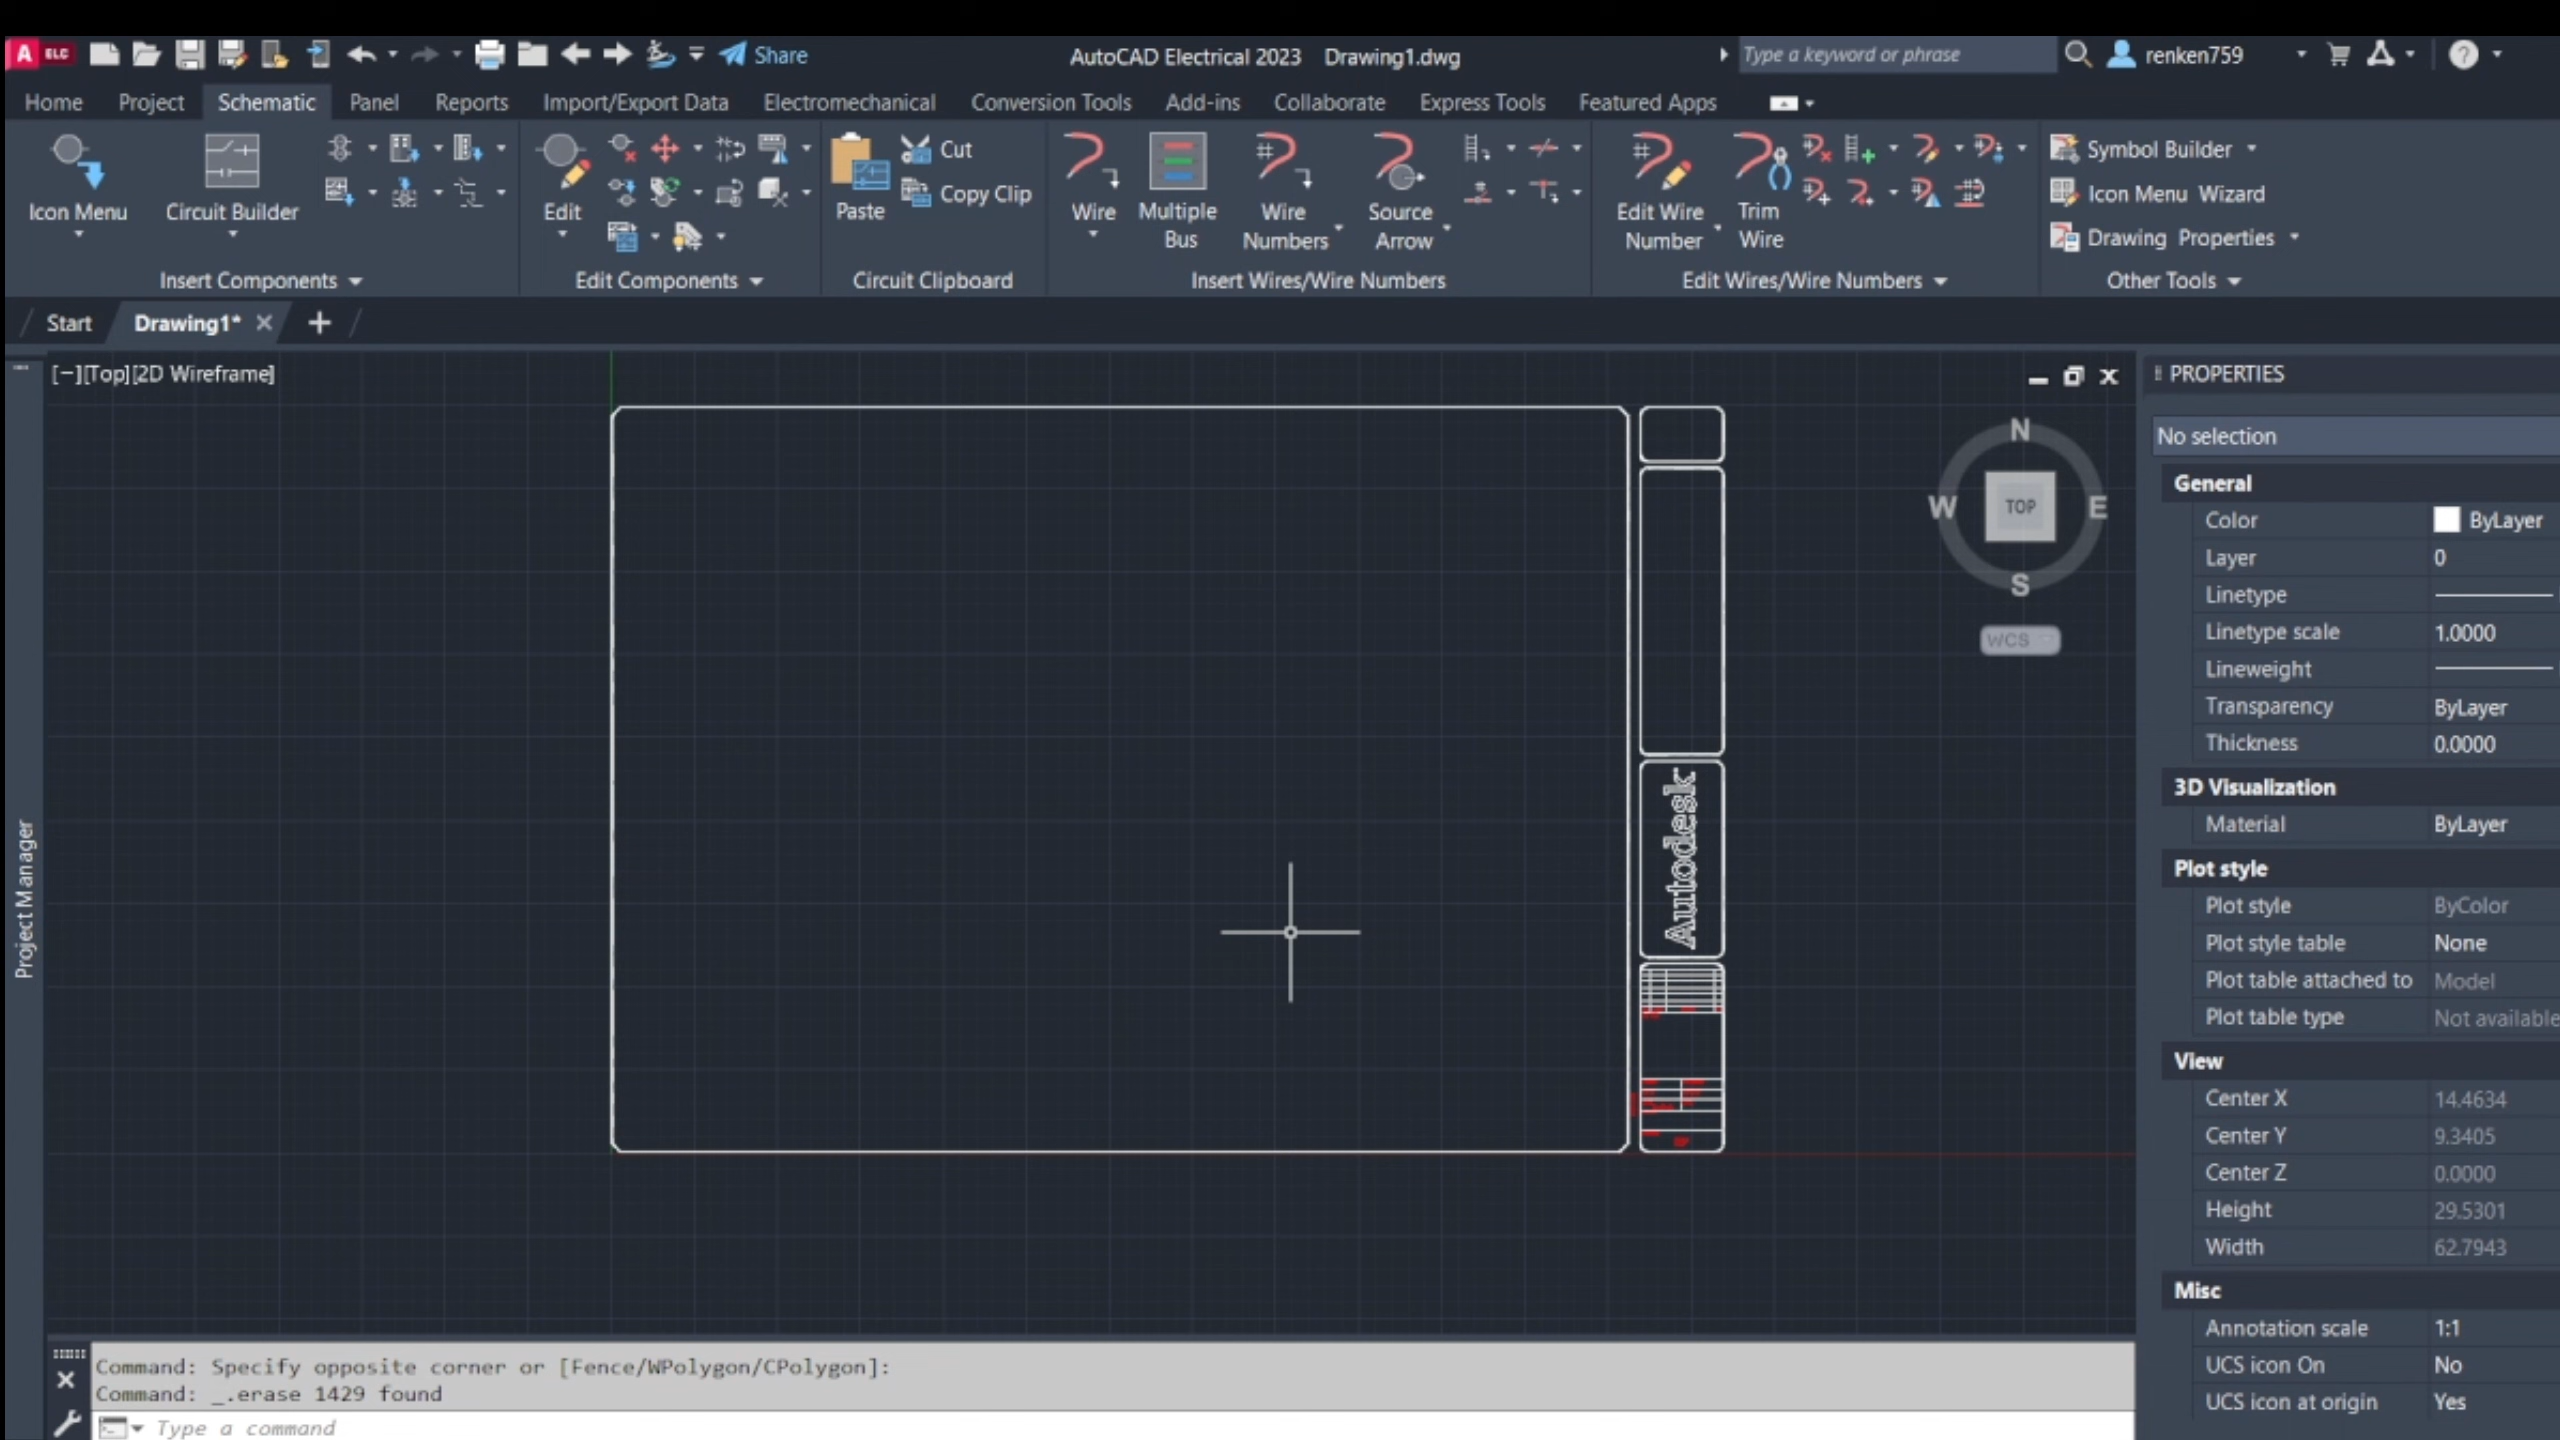 A ELC Share AutoCAD Electrical 2023 Drawing1.dwg Type a keyword or phrase renken759 ?
Home Project Schematic Panel Reports Import/Export Data Electromechanical Conversion Tools Add-ins Collaborate Express Tools Featured Apps
Icon Menu
Circuit Builder
Insert Components
Edit
Edit Components
Paste
Cut
Copy Clip
Circuit Clipboard
Wire
Multiple
Bus
Wire
Numbers
Source
Arrow
Insert Wires/Wire Numbers
Edit Wire
Number
Trim
Wire
Edit Wires/Wire Numbers
Symbol Builder
Icon Menu Wizard
Drawing Properties
Other Tools
Start Drawing1*
[−][Top][2D Wireframe]
Project Manager
Autodesk
N
W TOP E
S
WCS
PROPERTIES
No selection
General
Color ByLayer
Layer 0
Linetype
Linetype scale 1.0000
Lineweight
Transparency ByLayer
Thickness 0.0000
3D Visualization
Material ByLayer
Plot style
Plot style ByColor
Plot style table None
Plot table attached to Model
Plot table type Not available
View
Center X 14.4634
Center Y 9.3405
Center Z 0.0000
Height 29.5301
Width 62.7943
Misc
Annotation scale 1:1
UCS icon On No
UCS icon at origin Yes
Command: Specify opposite corner or [Fence/WPolygon/CPolygon]:
Command: _.erase 1429 found
Type a command